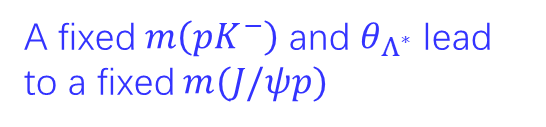 A fixed m(pK⁻) and θ_Λ* lead
to a fixed m(J/ψp)